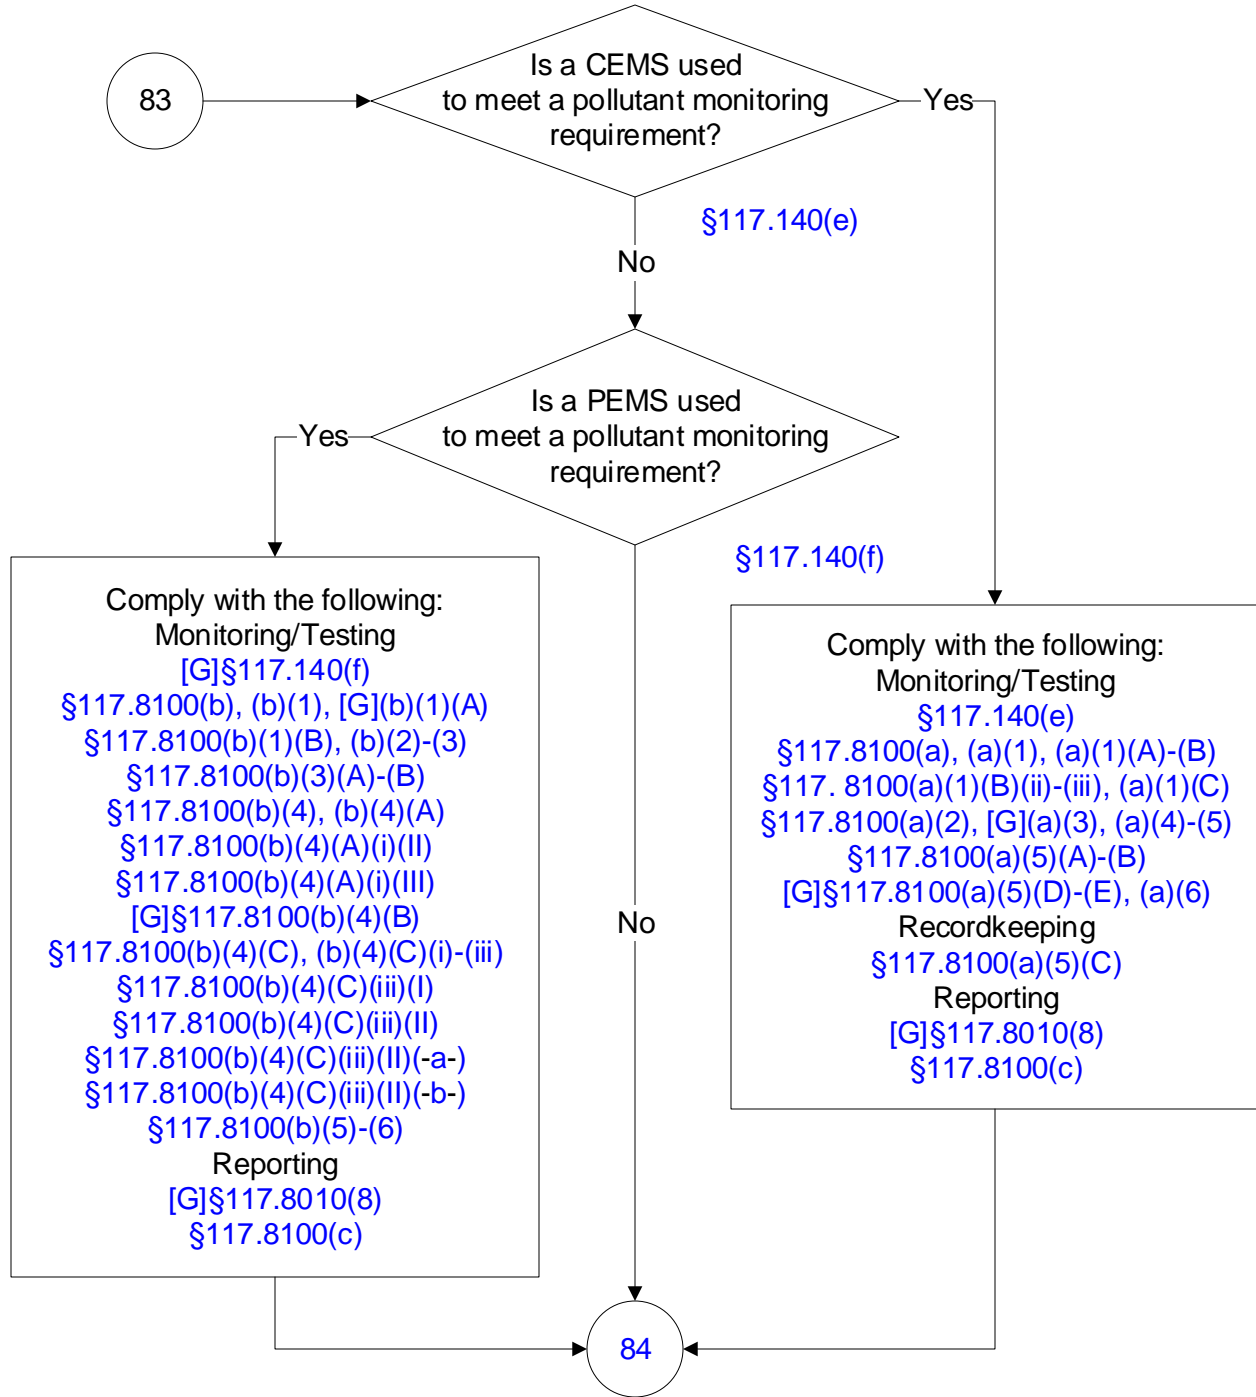 83
Is a CEMS used
to meet a pollutant monitoring
requirement?
Yes
§117.140(e)
No
Is a PEMS used
to meet a pollutant monitoring
requirement?
Yes
§117.140(f)
No
Comply with the following:
Monitoring/Testing
[G]§117.140(f)
§117.8100(b), (b)(1), [G](b)(1)(A)
§117.8100(b)(1)(B), (b)(2)-(3)
§117.8100(b)(3)(A)-(B)
§117.8100(b)(4), (b)(4)(A)
§117.8100(b)(4)(A)(i)(II)
§117.8100(b)(4)(A)(i)(III)
[G]§117.8100(b)(4)(B)
§117.8100(b)(4)(C), (b)(4)(C)(i)-(iii)
§117.8100(b)(4)(C)(iii)(I)
§117.8100(b)(4)(C)(iii)(II)
§117.8100(b)(4)(C)(iii)(II)(-a-)
§117.8100(b)(4)(C)(iii)(II)(-b-)
§117.8100(b)(5)-(6)
Reporting
[G]§117.8010(8)
§117.8100(c)
Comply with the following:
Monitoring/Testing
§117.140(e)
§117.8100(a), (a)(1), (a)(1)(A)-(B)
§117. 8100(a)(1)(B)(ii)-(iii), (a)(1)(C)
§117.8100(a)(2), [G](a)(3), (a)(4)-(5)
§117.8100(a)(5)(A)-(B)
[G]§117.8100(a)(5)(D)-(E), (a)(6)
Recordkeeping
§117.8100(a)(5)(C)
Reporting
[G]§117.8010(8)
§117.8100(c)
84